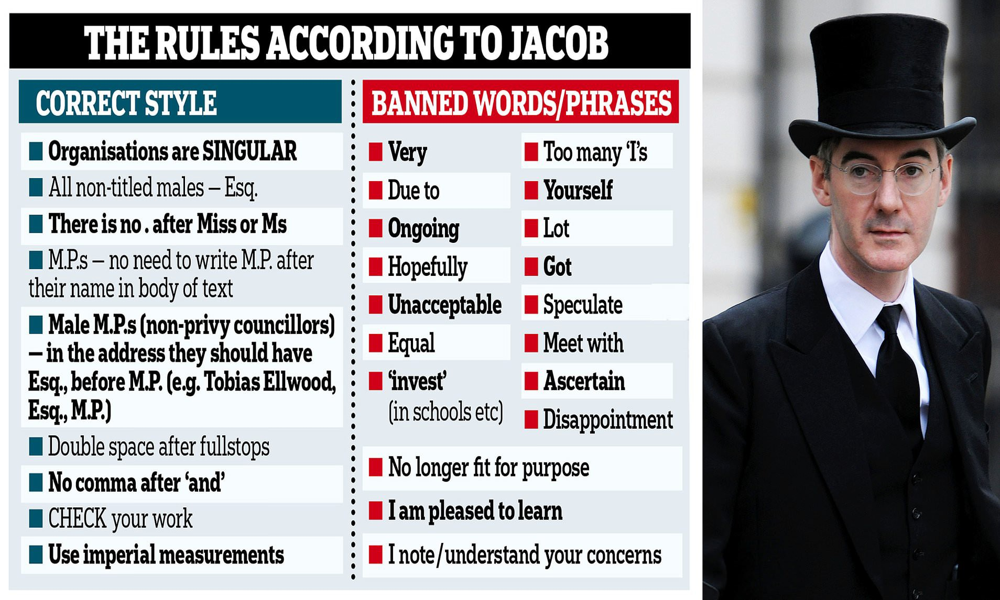 THE RULES ACCORDING TO JACOB
CORRECT STYLE
Organisations are SINGULAR
All non-titled males – Esq.
There is no . after Miss or Ms
M.P.s – no need to write M.P. after
their name in body of text
Male M.P.s (non-privy councillors)
– in the address they should have
Esq., before M.P. (e.g. Tobias Ellwood,
Esq., M.P.)
Double space after fullstops
No comma after ‘and’
CHECK your work
Use imperial measurements
BANNED WORDS/PHRASES
Very
Due to
Ongoing
Hopefully
Unacceptable
Equal
‘invest’
(in schools etc)
Too many ‘I’s
Yourself
Lot
Got
Speculate
Meet with
Ascertain
Disappointment
No longer fit for purpose
I am pleased to learn
I note/understand your concerns